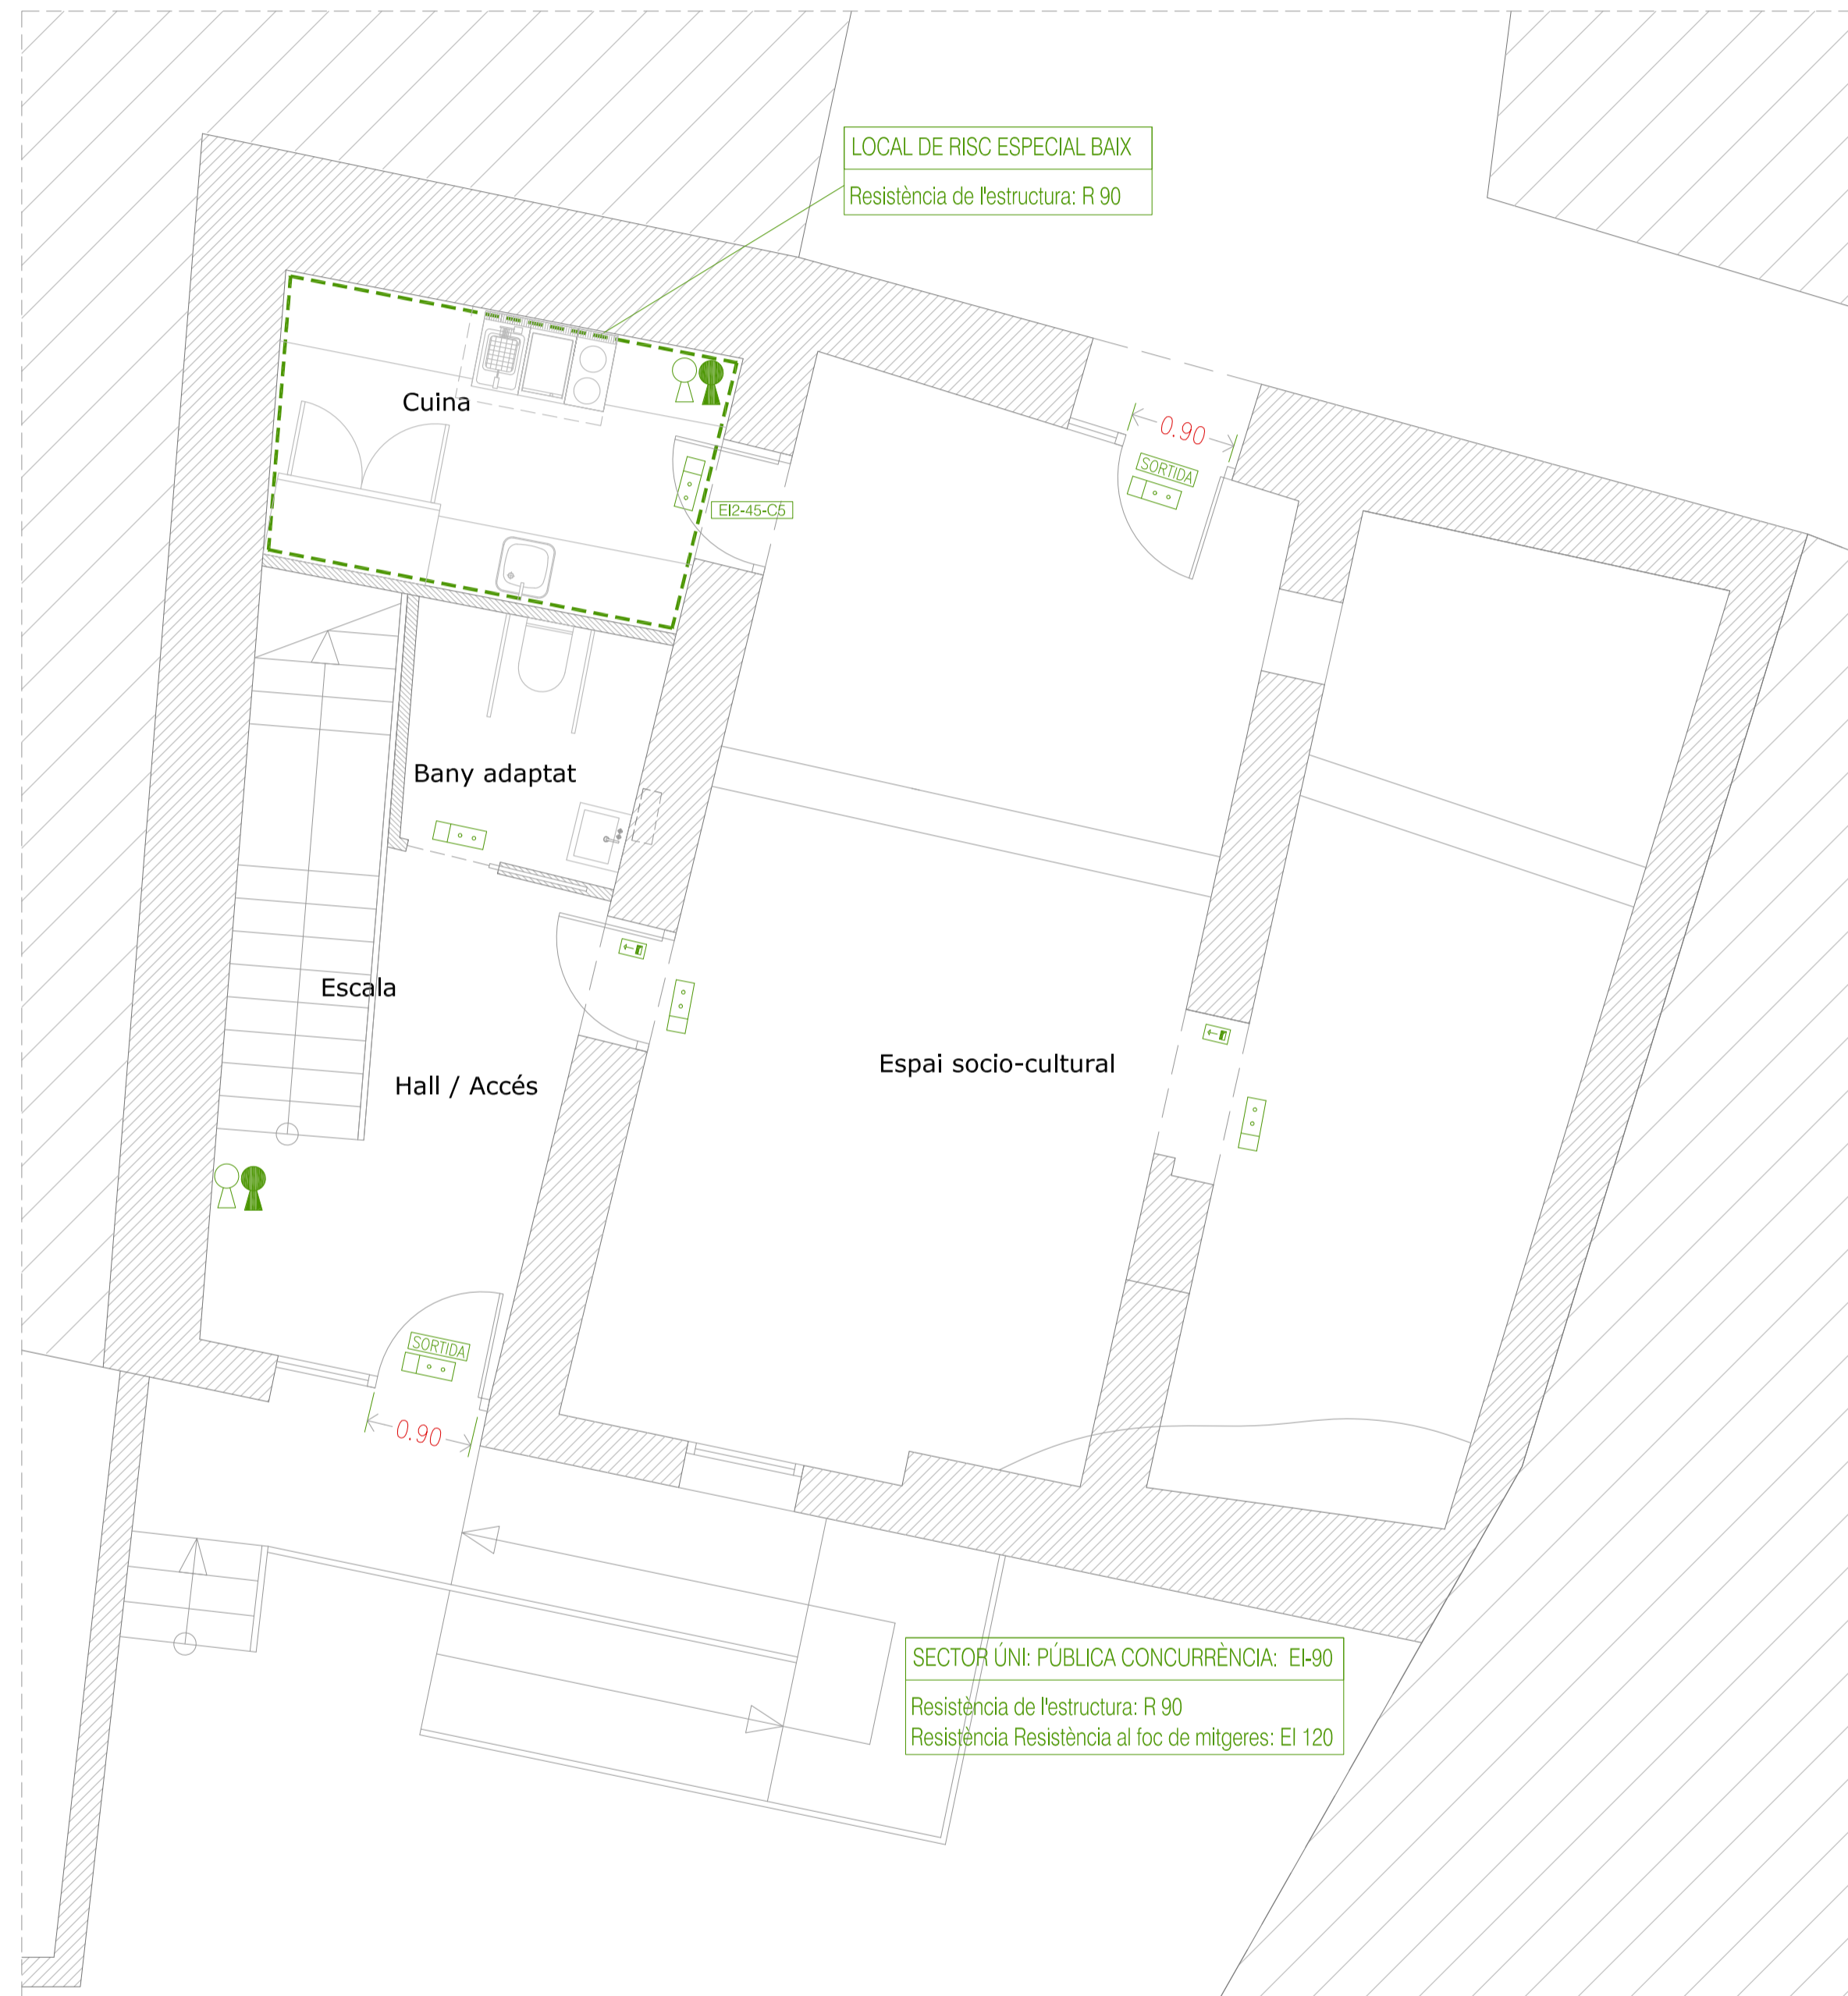 LOCAL DE RISC ESPECIAL BAIX
Resistència de l'estructura: R 90
Cuina
0.90
SORTIDA
EI2-45-C5
Bany adaptat
Escala
Hall / Accés
Espai socio-cultural
SORTIDA
0.90
SECTOR ÚNI: PÚBLICA CONCURRÈNCIA: EI-90
Resistència de l'estructura: R 90
Resistència Resistència al foc de mitgeres: EI 120